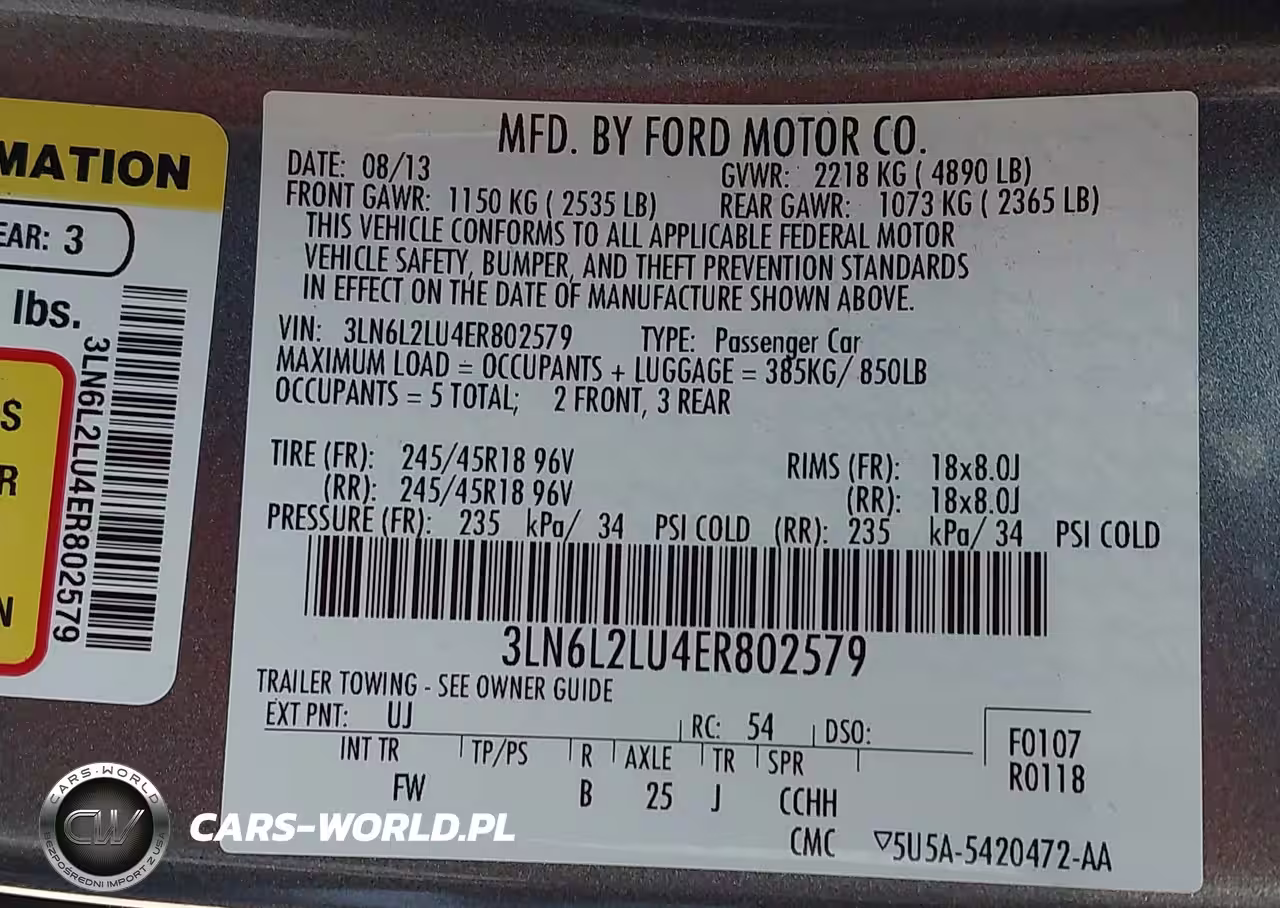 MATION
EAR: 3
lbs.
S
R
N
3LN6L2LU4ER802579
MFD. BY FORD MOTOR CO.
DATE: 08/13 GVWR: 2218 KG ( 4890 LB)
FRONT GAWR: 1150 KG ( 2535 LB) REAR GAWR: 1073 KG ( 2365 LB)
THIS VEHICLE CONFORMS TO ALL APPLICABLE FEDERAL MOTOR
VEHICLE SAFETY, BUMPER, AND THEFT PREVENTION STANDARDS
IN EFFECT ON THE DATE OF MANUFACTURE SHOWN ABOVE.
VIN: 3LN6L2LU4ER802579 TYPE: Passenger Car
MAXIMUM LOAD = OCCUPANTS + LUGGAGE = 385KG/ 850LB
OCCUPANTS = 5 TOTAL; 2 FRONT, 3 REAR
TIRE (FR): 245/45R18 96V RIMS (FR): 18x8.0J
(RR): 245/45R18 96V (RR): 18x8.0J
PRESSURE (FR): 235 kPa/ 34 PSI COLD (RR): 235 kPa/ 34 PSI COLD
3LN6L2LU4ER802579
TRAILER TOWING - SEE OWNER GUIDE
EXT PNT: UJ RC: 54 DSO:
INT TR TP/PS R AXLE TR SPR
FW B 25 J CCHH
F0107
R0118
CMC ▽5U5A-5420472-AA
CARS-WORLD
CW
BEZPOŚREDNI IMPORT Z USA
CARS-WORLD.PL